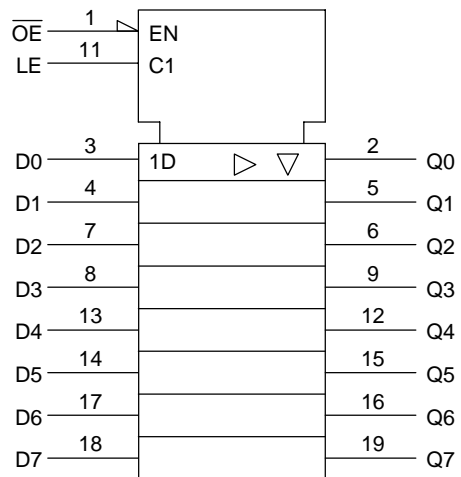 1
O̅E̅ EN
11
LE C1
3 2
D0 1D Q0
4 5
D1 Q1
7 6
D2 Q2
8 9
D3 Q3
13 12
D4 Q4
14 15
D5 Q5
17 16
D6 Q6
18 19
D7 Q7